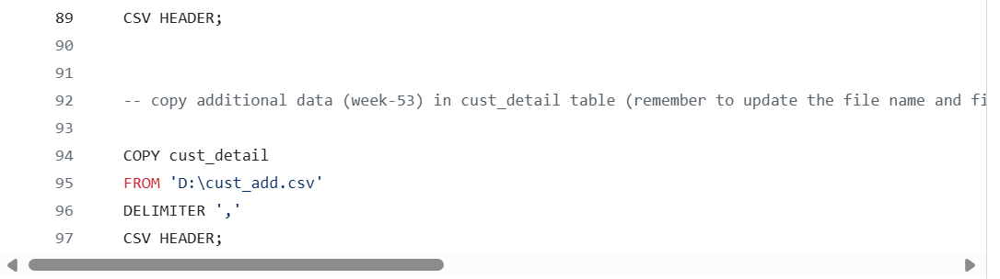 89 CSV HEADER;
90
91
92 -- copy additional data (week-53) in cust_detail table (remember to update the file name and fi
93
94 COPY cust_detail
95 FROM 'D:\cust_add.csv'
96 DELIMITER ','
97 CSV HEADER;